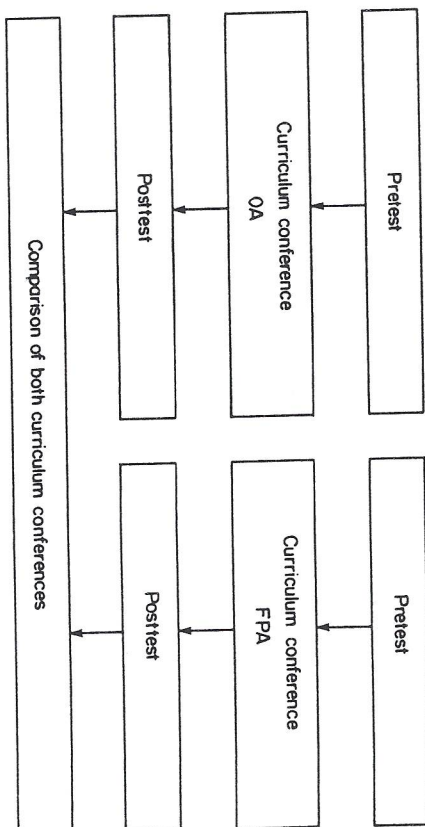 Pretest
Pretest
Curriculum conference
OA
Curriculum conference
FPA
Posttest
Posttest
Comparison of both curriculum conferences